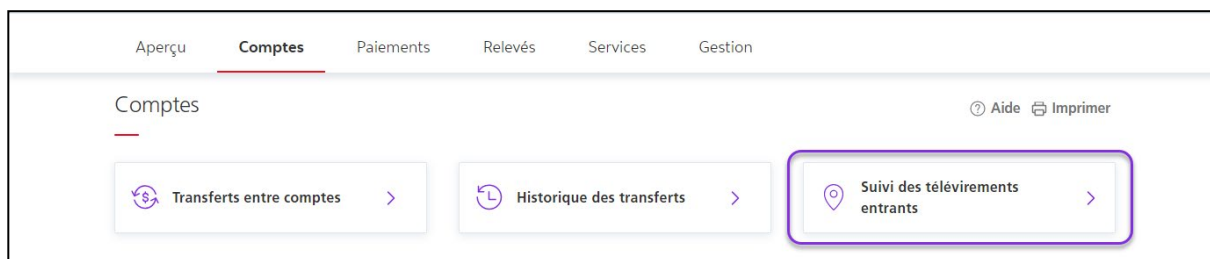 Aperçu Comptes Paiements Relevés Services Gestion
Comptes
Aide Imprimer
Transferts entre comptes
Historique des transferts
Suivi des télévirements
entrants